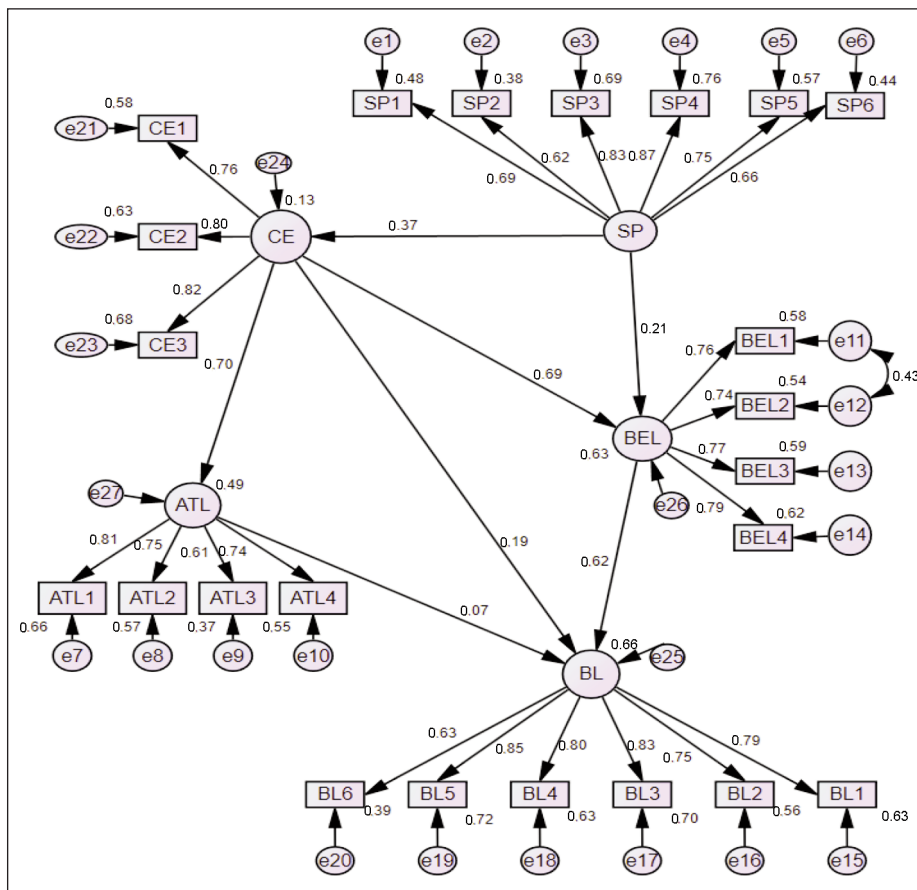 e1 e2 e3 e4 e5 e6
0.48 0.38 0.69 0.76 0.57 0.44
SP1 SP2 SP3 SP4 SP5 SP6
0.58
e21 CE1
0.76
e24
0.62 0.83 0.87 0.75
0.69 0.66
0.13
0.63
e22 CE2 0.80 CE 0.37 SP
0.82
0.68
e23 CE3
0.70
0.21
0.58
BEL1 e11
0.76
0.43
0.69
0.54
0.74 BEL2 e12
BEL
0.63
0.59
0.77 BEL3 e13
e26
0.79
0.62
BEL4 e14
e27 0.49
ATL
0.81 0.75 0.61 0.74
0.19
0.62
ATL1 ATL2 ATL3 ATL4
0.07
0.66 0.57 0.37 0.55
e7 e8 e9 e10
0.66
e25
BL
0.63 0.85 0.80 0.83 0.75 0.79
BL6 BL5 BL4 BL3 BL2 BL1
0.39 0.72 0.63 0.70 0.56 0.63
e20 e19 e18 e17 e16 e15